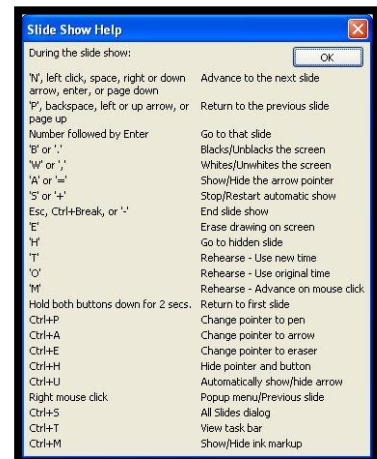 Slide Show Help
During the slide show:
OK
'N', left click, space, right or down arrow, enter, or page down Advance to the next slide
'P', backspace, left or up arrow, or page up Return to the previous slide
Number followed by Enter Go to that slide
'B' or '.' Blacks/Unblacks the screen
'W' or ',' Whites/Unwhites the screen
'A' or '=' Show/Hide the arrow pointer
'S' or '+' Stop/Restart automatic show
Esc, Ctrl+Break, or '-' End slide show
'E' Erase drawing on screen
'H' Go to hidden slide
'T' Rehearse - Use new time
'O' Rehearse - Use original time
'M' Rehearse - Advance on mouse click
Hold both buttons down for 2 secs. Return to first slide
Ctrl+P Change pointer to pen
Ctrl+A Change pointer to arrow
Ctrl+E Change pointer to eraser
Ctrl+H Hide pointer and button
Ctrl+U Automatically show/hide arrow
Right mouse click Popup menu/Previous slide
Ctrl+S All Slides dialog
Ctrl+T View task bar
Ctrl+M Show/Hide ink markup